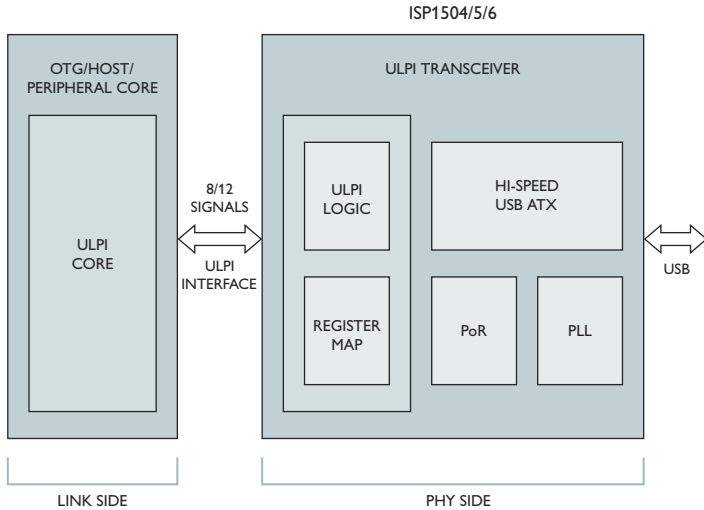 ISP1504/5/6
OTG/HOST/
PERIPHERAL CORE
ULPI
CORE
8/12
SIGNALS
ULPI
INTERFACE
ULPI TRANSCEIVER
ULPI
LOGIC
REGISTER
MAP
HI-SPEED
USB ATX
PoR
PLL
USB
LINK SIDE
PHY SIDE